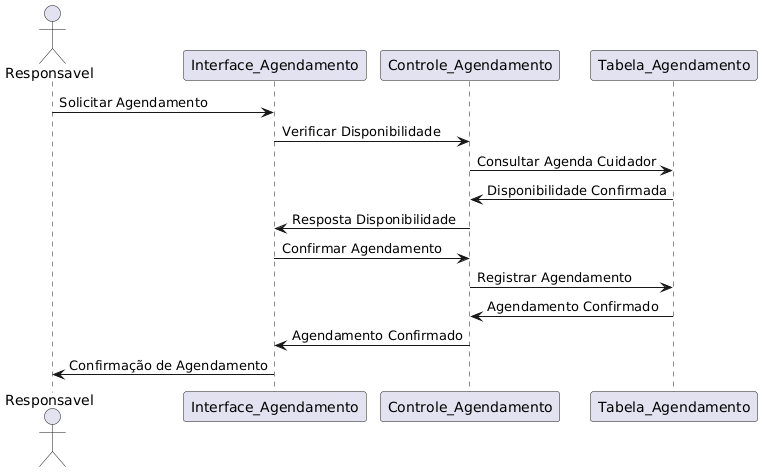 Responsavel
Interface_Agendamento
Controle_Agendamento
Tabela_Agendamento
Solicitar Agendamento
Verificar Disponibilidade
Consultar Agenda Cuidador
Disponibilidade Confirmada
Resposta Disponibilidade
Confirmar Agendamento
Registrar Agendamento
Agendamento Confirmado
Agendamento Confirmado
Confirmação de Agendamento
Responsavel
Interface_Agendamento
Controle_Agendamento
Tabela_Agendamento